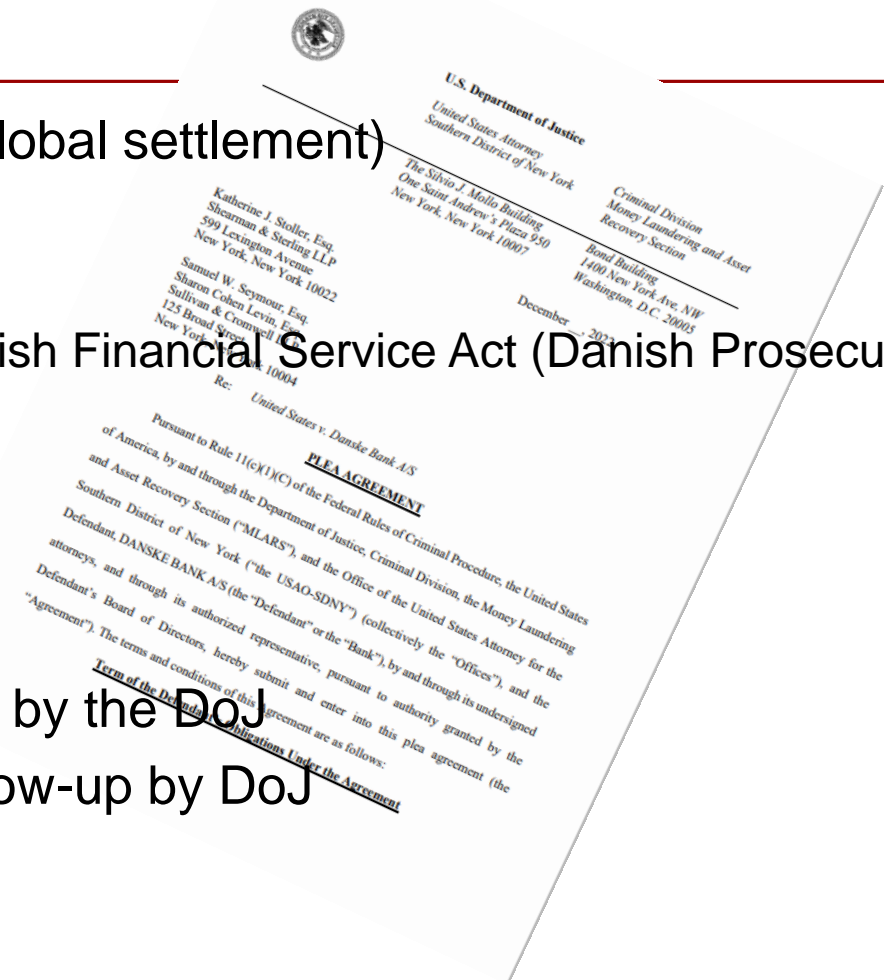 lobal settlement)
ish Financial Service Act (Danish Prosecu
by the DoJ
ow-up by DoJ
U.S. Department of Justice
United States Attorney
Southern District of New York
The Silvio J. Mollo Building
One Saint Andrew's Plaza 950
New York, New York 10007
Criminal Division
Money Laundering and Asset
Recovery Section
Bond Building
1400 New York Ave, NW
Washington, D.C. 20005
December __, 2022
Katherine J. Stoller, Esq.
Shearman & Sterling LLP
599 Lexington Avenue
New York, New York 10022
Samuel W. Seymour, Esq.
Sharon Cohen Levin, Esq.
Sullivan & Cromwell LLP
125 Broad Street
New York, New York 10004
Re: United States v. Danske Bank A/S
PLEA AGREEMENT
Pursuant to Rule 11(c)(1)(C) of the Federal Rules of Criminal Procedure, the United States
of America, by and through the Department of Justice, Criminal Division, the Money Laundering
and Asset Recovery Section ("MLARS"), and the Office of the United States Attorney for the
Southern District of New York ("the USAO-SDNY") (collectively the "Offices"), and the
Defendant, DANSKE BANK A/S (the "Defendant" or the "Bank"), by and through its undersigned
attorneys, and through its authorized representative, pursuant to authority granted by the
Defendant's Board of Directors, hereby submit and enter into this plea agreement (the
"Agreement"). The terms and conditions of this Agreement are as follows:
Term of the Defendant's Obligations Under the Agreement